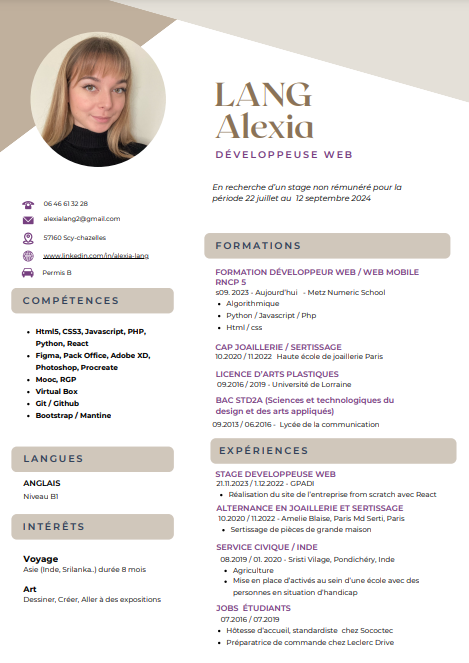 LANG
Alexia
DÉVELOPPEUSE WEB
En recherche d'un stage non rémunéré pour la
période 22 juillet au 12 septembre 2024
06 46 61 32 28
alexialang2@gmail.com
57160 Scy-chazelles
www.linkedin.com/in/alexia-lang
Permis B
COMPÉTENCES
Html5, CSS3, Javascript, PHP,
Python, React
Figma, Pack Office, Adobe XD,
Photoshop, Procreate
Mooc, RGP
Virtual Box
Git / Github
Bootstrap / Mantine
LANGUES
ANGLAIS
Niveau B1
INTÉRÊTS
Voyage
Asie (Inde, Srilanka..) durée 8 mois
Art
Dessiner, Créer, Aller à des expositions
FORMATIONS
FORMATION DÉVELOPPEUR WEB / WEB MOBILE
RNCP 5
s09. 2023 - Aujourd'hui - Metz Numeric School
Algorithmique
Python / Javascript / Php
Html / css
CAP JOAILLERIE / SERTISSAGE
10.2020 / 11.2022 Haute école de joaillerie Paris
LICENCE D'ARTS PLASTIQUES
09.2016 / 2019 - Université de Lorraine
BAC STD2A (Sciences et technologiques du
design et des arts appliqués)
09.2013 / 06.2016 - Lycée de la communication
EXPÉRIENCES
STAGE DEVELOPPEUSE WEB
21.11.2023 / 1.12.2022 - GPADI
Réalisation du site de l'entreprise from scratch avec React
ALTERNANCE EN JOAILLERIE ET SERTISSAGE
10.2020 / 11.2022 - Amelie Blaise, Paris Md Serti, Paris
Sertissage de pièces de grande maison
SERVICE CIVIQUE / INDE
08.2019 / 01. 2020 - Sristi Vilage, Pondichéry, Inde
Agriculture
Mise en place d'activés au sein d'une école avec des
personnes en situation d'handicap
JOBS ÉTUDIANTS
07.2016 / 07.2019
Hôtesse d'accueil, standardiste chez Sococtec
Préparatrice de commande chez Leclerc Drive